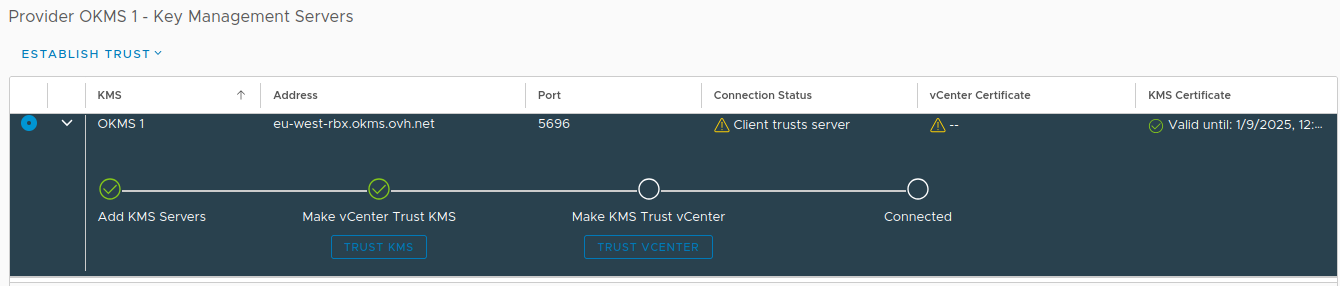 Provider OKMS 1 - Key Management Servers
ESTABLISH TRUST
KMS Address Port Connection Status vCenter Certificate KMS Certificate
OKMS 1 eu-west-rbx.okms.ovh.net 5696 Client trusts server -- Valid until: 1/9/2025, 12:...
Add KMS Servers Make vCenter Trust KMS Make KMS Trust vCenter Connected
TRUST KMS TRUST VCENTER